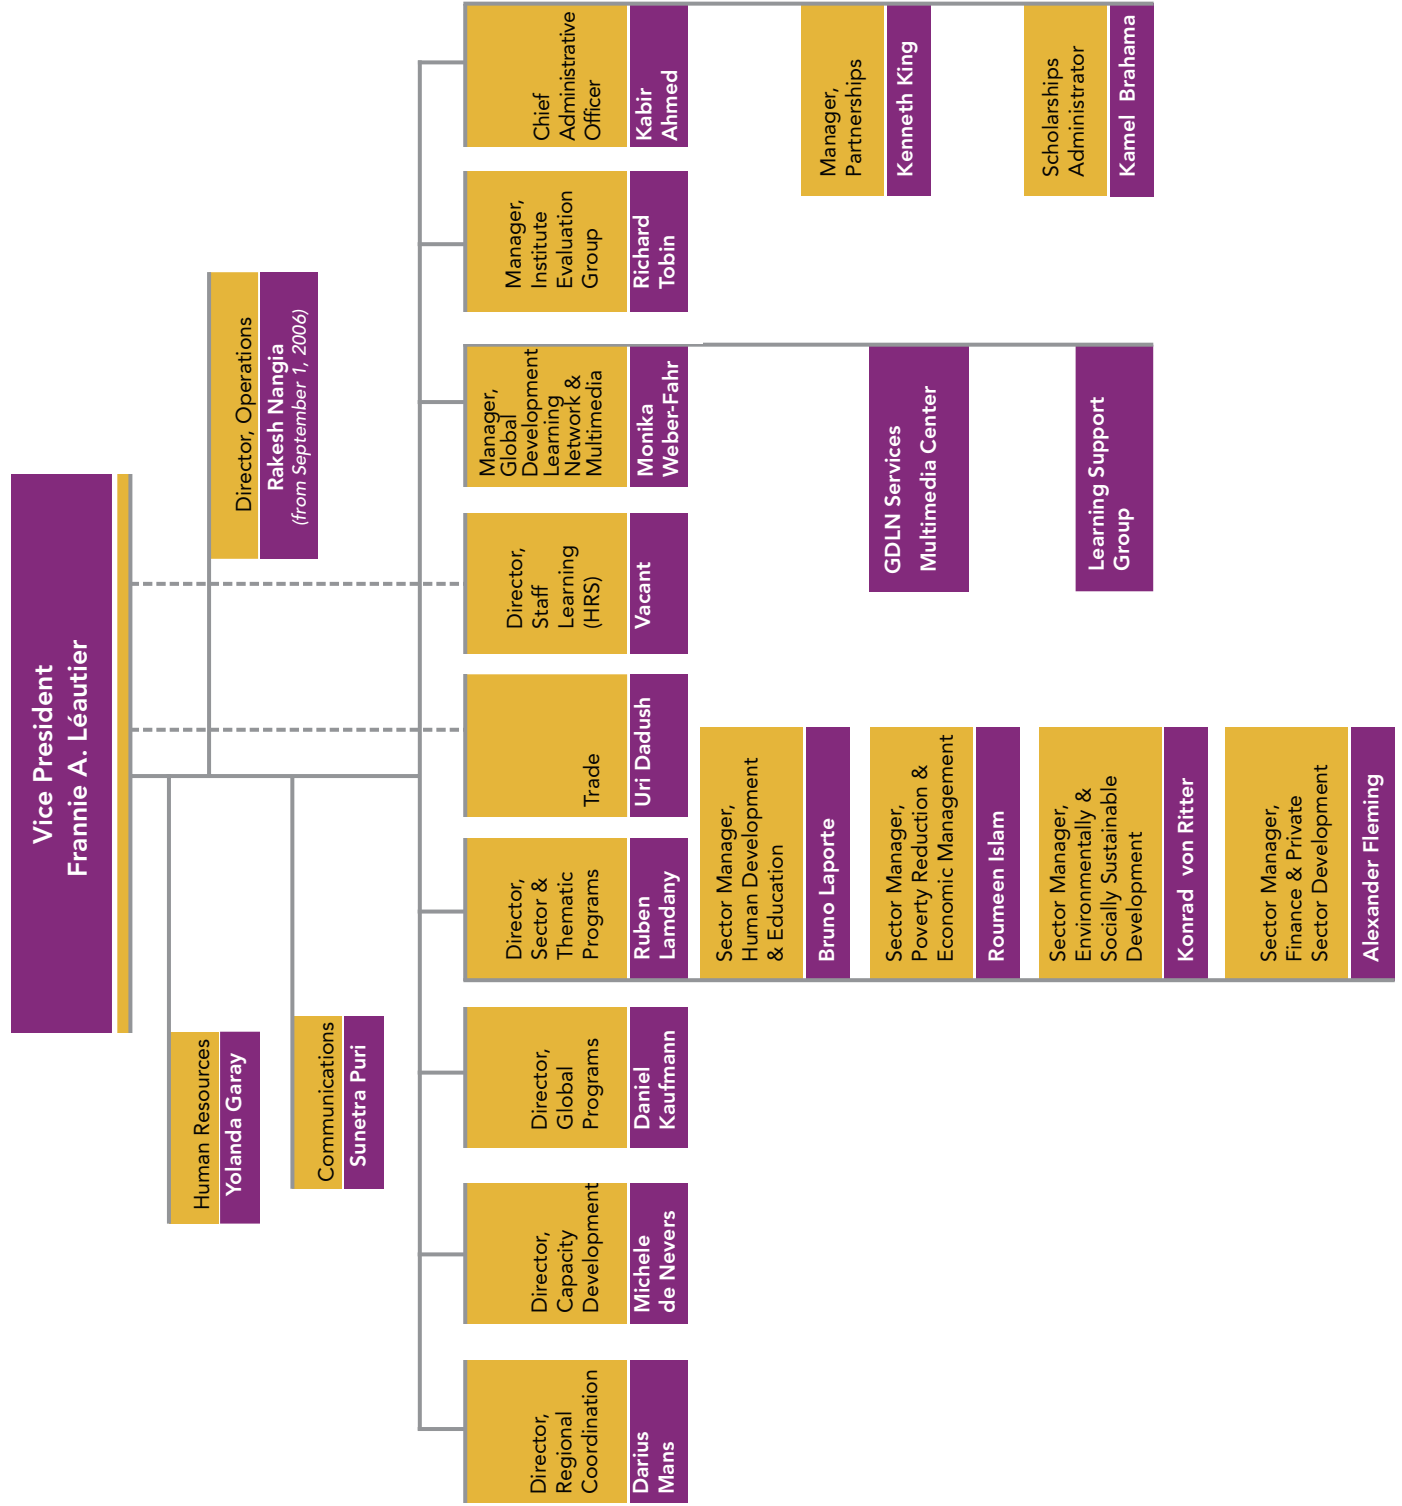 Vice President
Frannie A. Léautier
Director, Operations
Rakesh Nangia
(from September 1, 2006)
Human Resources
Yolanda Garay
Communications
Sunetra Puri
Director,
Regional
Coordination
Darius
Mans
Director,
Capacity
Development
Michele
de Nevers
Director,
Global
Programs
Daniel
Kaufmann
Director,
Sector &
Thematic
Programs
Ruben
Lamdany
Trade
Uri Dadush
Director,
Staff
Learning
(HRS)
Vacant
Manager,
Global
Development
Learning
Network &
Multimedia
Monika
Weber-Fahr
Manager,
Institute
Evaluation
Group
Richard
Tobin
Chief
Administrative
Officer
Kabir
Ahmed
Sector Manager,
Human Development
& Education
Bruno Laporte
Sector Manager,
Poverty Reduction &
Economic Management
Roumeen Islam
Sector Manager,
Environmentally &
Socially Sustainable
Development
Konrad von Ritter
Sector Manager,
Finance & Private
Sector Development
Alexander Fleming
GDLN Services
Multimedia Center
Learning Support
Group
Manager,
Partnerships
Kenneth King
Scholarships
Administrator
Kamel Brahama